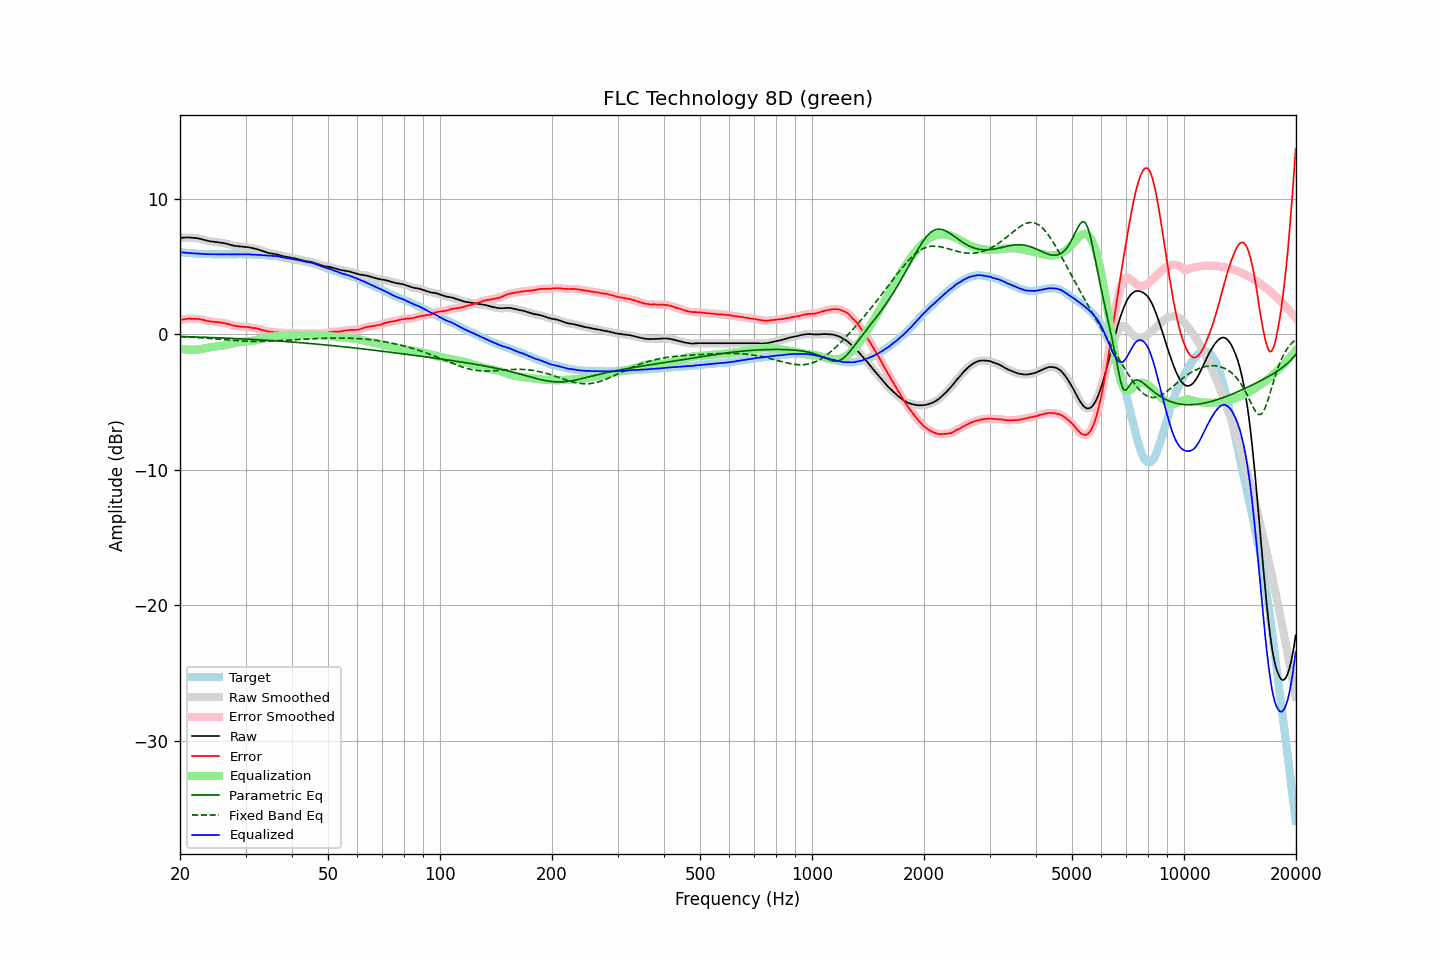 FLC Technology 8D (green)
Amplitude (dBr)
10
0
−10
−20
−30
Target
Raw Smoothed
Error Smoothed
Raw
Error
Equalization
Parametric Eq
Fixed Band Eq
Equalized
20 50 100 200 500 1000 2000 5000 10000 20000
Frequency (Hz)